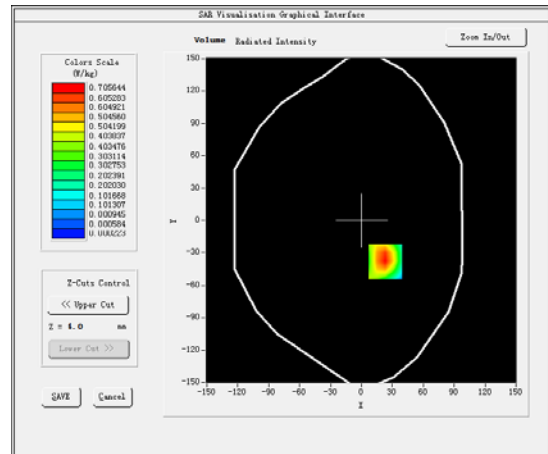 SAR Visualisation Graphical Interface
Volume Radiated Intensity
Zoom In/Out
Colors Scale
(W/kg)
0.705644
0.605283
0.604921
0.504560
0.504199
0.403837
0.403476
0.303114
0.302753
0.202391
0.202030
0.101668
0.101307
0.000945
0.000584
0.000223
150
120
90
60
30
0
-30
-60
-90
-120
-150
Y
-150 -120 -90 -60 -30 0 30 60 90 120 150
X
Z-Cuts Control
<< Upper Cut
Z = 4.0 mm
Lower Cut >>
SAVE Cancel